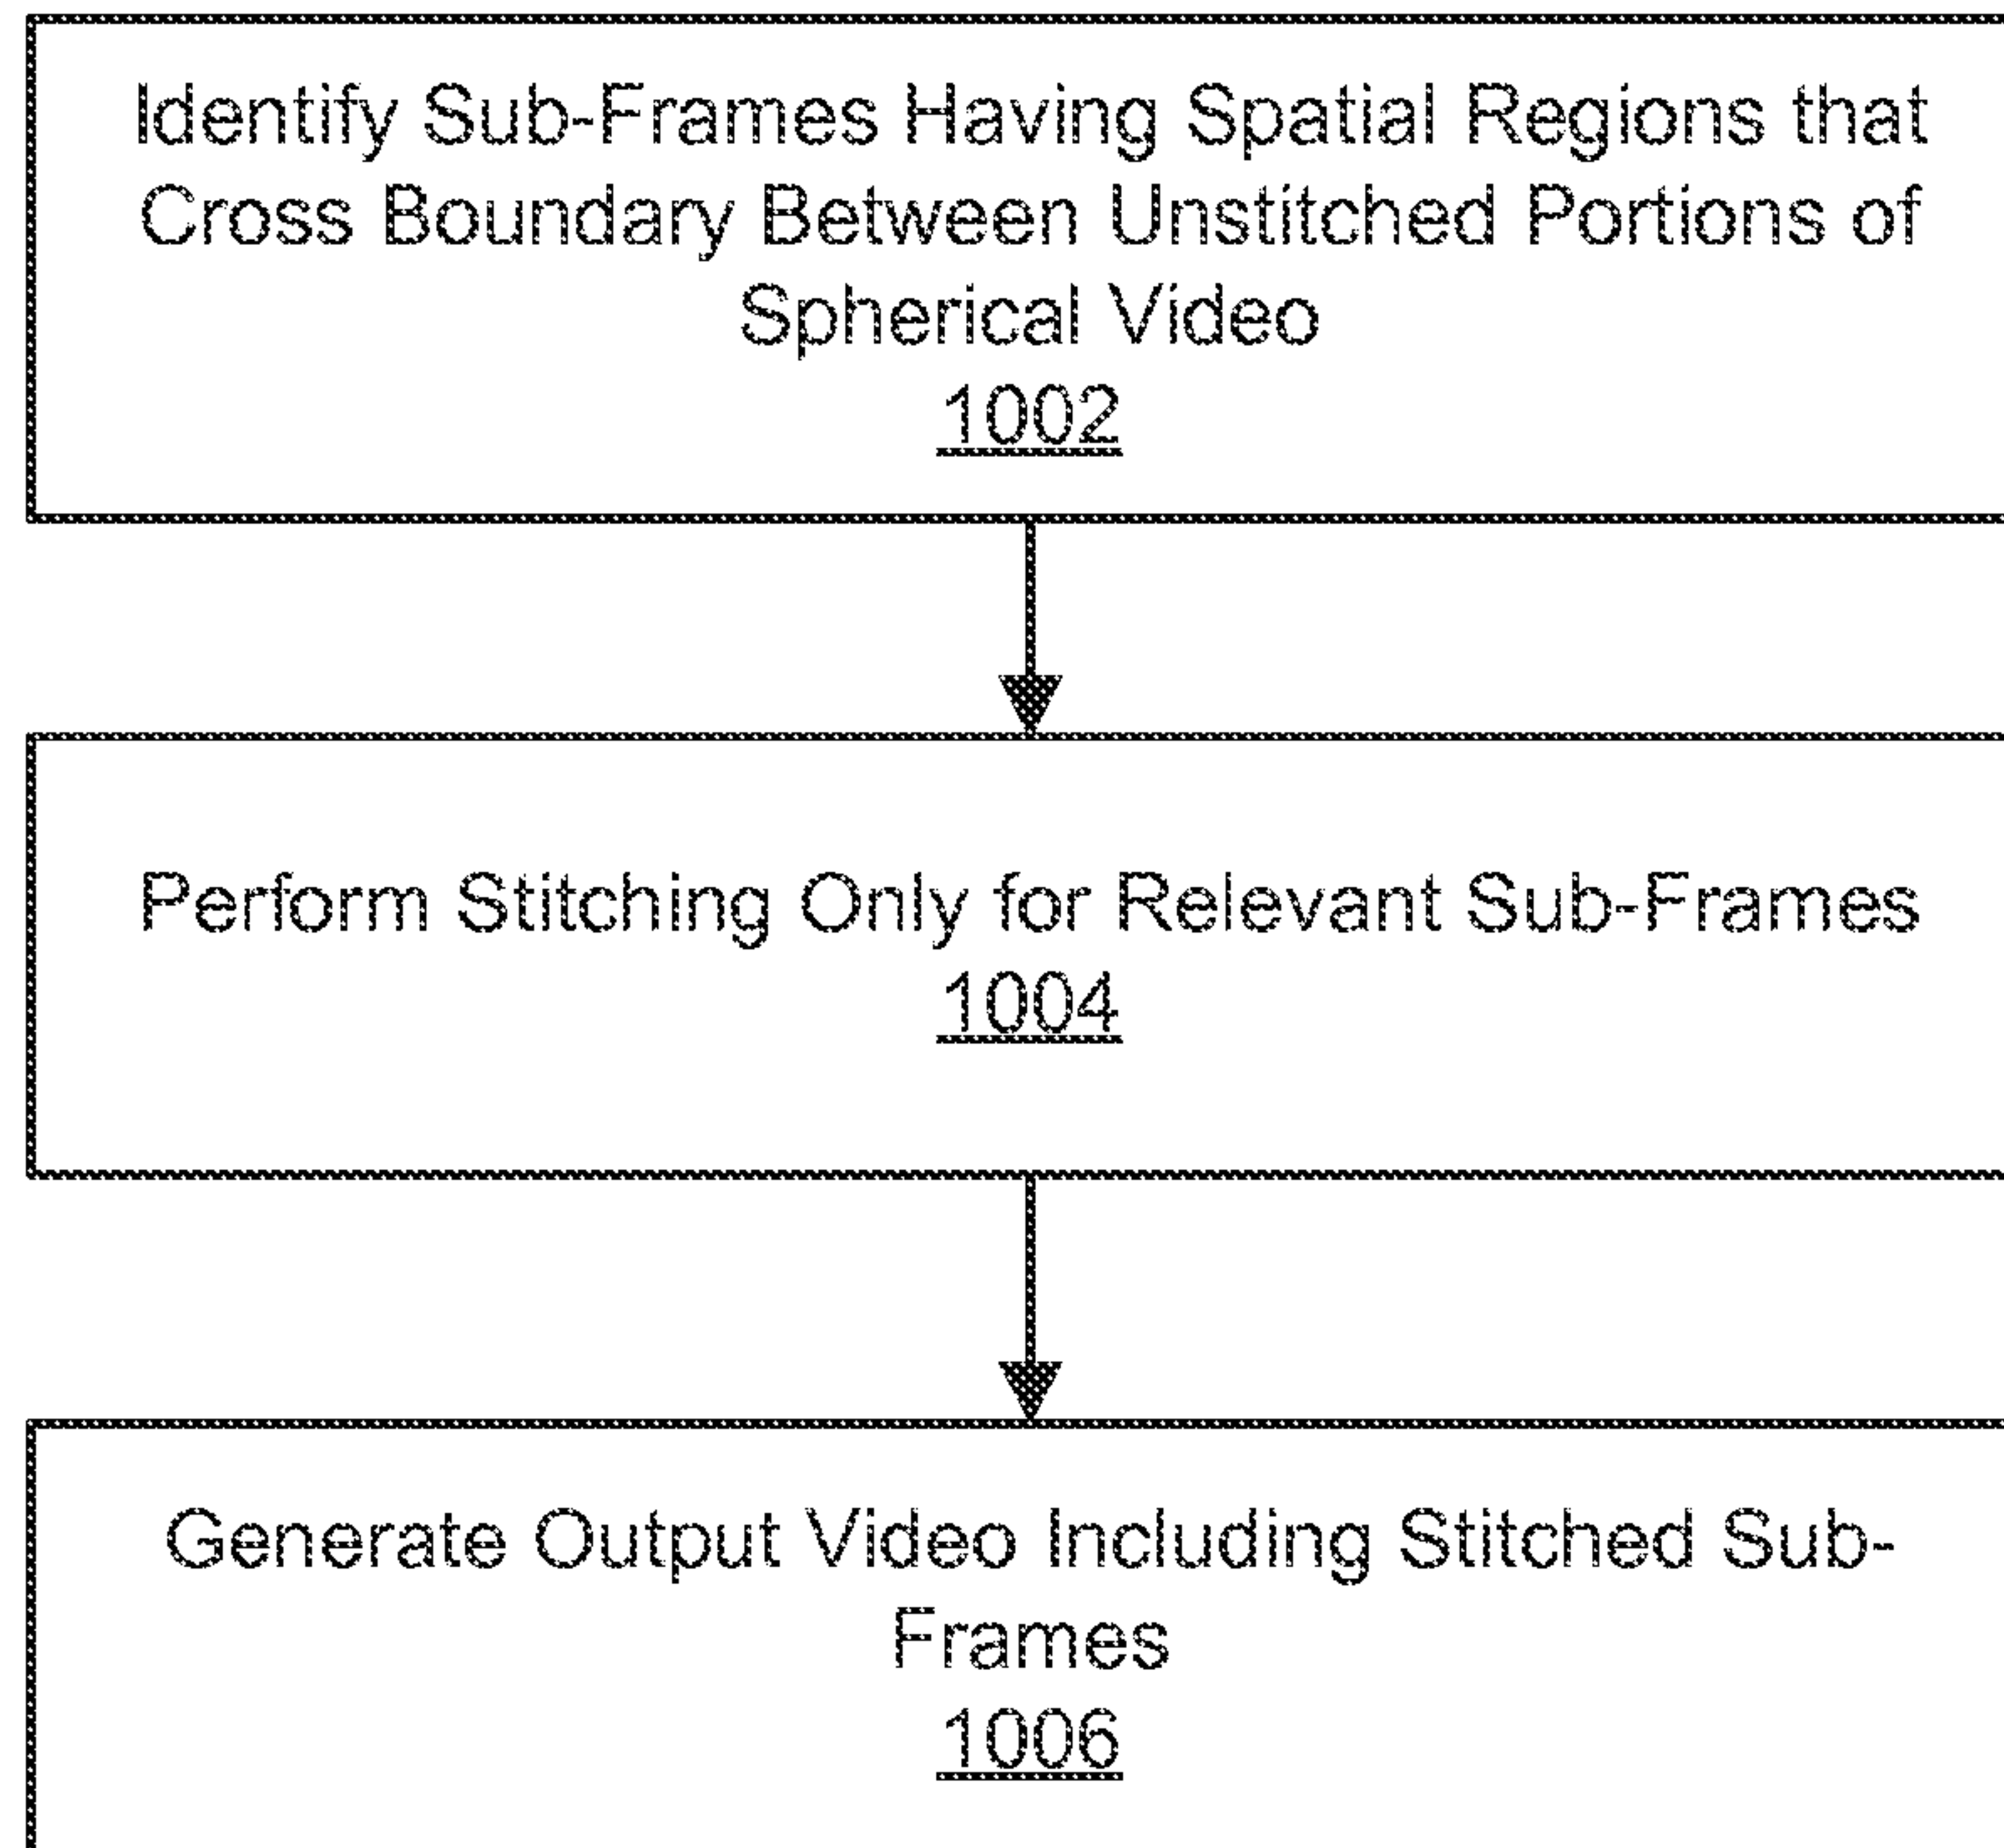 Identify Sub-Frames Having Spatial Regions that
Cross Boundary Between Unstitched Portions of
Spherical Video
1002
Perform Stitching Only for Relevant Sub-Frames
1004
Generate Output Video Including Stitched Sub-
Frames
1006